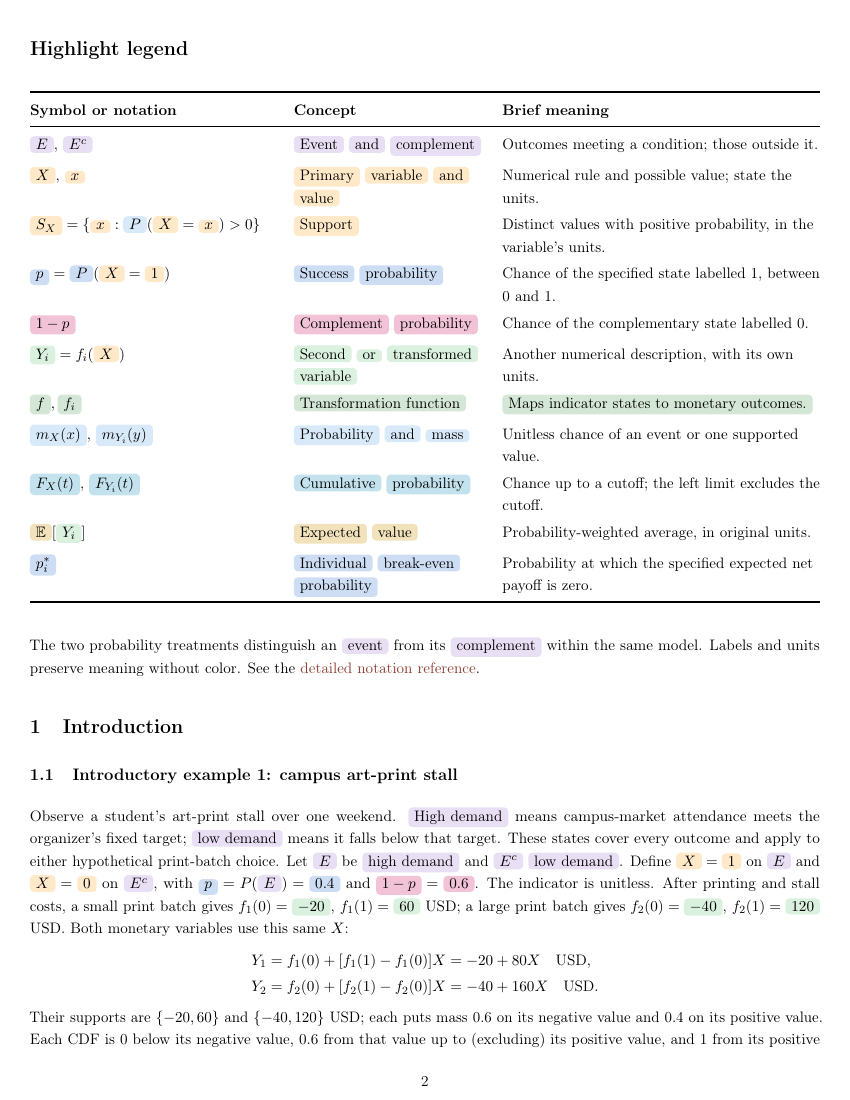 Highlight legend
Symbol or notation Concept Brief meaning
E , Eᶜ Event and complement Outcomes meeting a condition; those outside it.
X , x Primary variable and Numerical rule and possible value; state the
value units.
S_X = { x : P ( X = x ) > 0} Support Distinct values with positive probability, in the
variable's units.
p = P ( X = 1 ) Success probability Chance of the specified state labelled 1, between
0 and 1.
1 − p Complement probability Chance of the complementary state labelled 0.
Y_i = f_i( X ) Second or transformed Another numerical description, with its own
variable units.
f , f_i Transformation function Maps indicator states to monetary outcomes.
m_X(x) , m_{Y_i}(y) Probability and mass Unitless chance of an event or one supported
value.
F_X(t) , F_{Y_i}(t) Cumulative probability Chance up to a cutoff; the left limit excludes the
cutoff.
𝔼 [ Y_i ] Expected value Probability-weighted average, in original units.
p_i^* Individual break-even Probability at which the specified expected net
probability payoff is zero.
The two probability treatments distinguish an event from its complement within the same model. Labels and units
preserve meaning without color. See the detailed notation reference.
1 Introduction
1.1 Introductory example 1: campus art-print stall
Observe a student's art-print stall over one weekend. High demand means campus-market attendance meets the
organizer's fixed target; low demand means it falls below that target. These states cover every outcome and apply to
either hypothetical print-batch choice. Let E be high demand and Eᶜ low demand . Define X = 1 on E and
X = 0 on Eᶜ , with p = P( E ) = 0.4 and 1 − p = 0.6 . The indicator is unitless. After printing and stall
costs, a small print batch gives f₁(0) = −20 , f₁(1) = 60 USD; a large print batch gives f₂(0) = −40 , f₂(1) = 120
USD. Both monetary variables use this same X:
Y₁ = f₁(0) + [f₁(1) − f₁(0)]X = −20 + 80X USD,
Y₂ = f₂(0) + [f₂(1) − f₂(0)]X = −40 + 160X USD.
Their supports are {−20, 60} and {−40, 120} USD; each puts mass 0.6 on its negative value and 0.4 on its positive value.
Each CDF is 0 below its negative value, 0.6 from that value up to (excluding) its positive value, and 1 from its positive
2